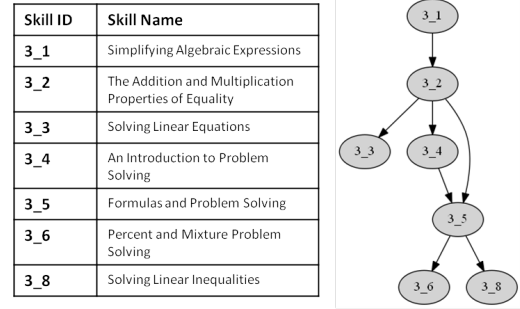 Skill ID Skill Name
3_1 Simplifying Algebraic Expressions
3_2 The Addition and Multiplication
Properties of Equality
3_3 Solving Linear Equations
3_4 An Introduction to Problem
Solving
3_5 Formulas and Problem Solving
3_6 Percent and Mixture Problem
Solving
3_8 Solving Linear Inequalities
3_1
3_2
3_3 3_4
3_5
3_6 3_8